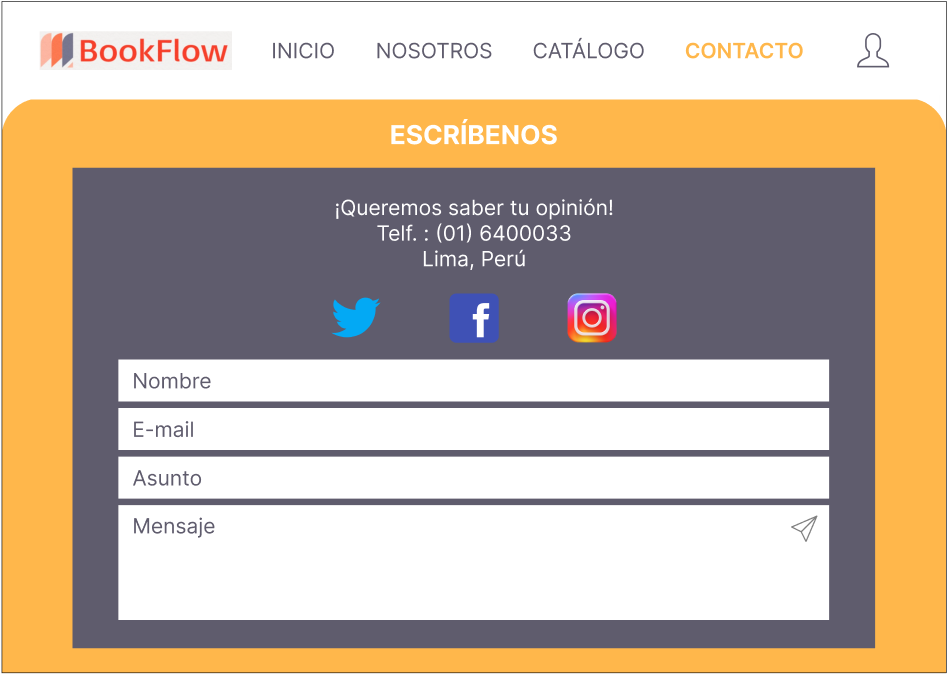 BookFlow INICIO NOSOTROS CATÁLOGO CONTACTO
ESCRÍBENOS
¡Queremos saber tu opinión!
Telf. : (01) 6400033
Lima, Perú
Nombre
E-mail
Asunto
Mensaje